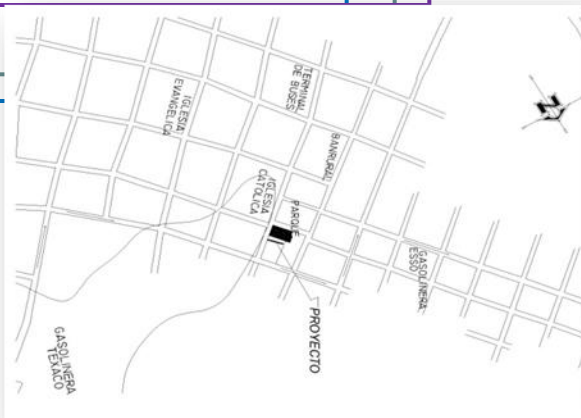 TERMINAL
DE BUSES
IGLESIA
EVANGELICA
BANRURAL
IGLESIA
CATOLICA
PARQUE
GASOLINERA
ESSO
PROYECTO
GASOLINERA
TEXACO
N